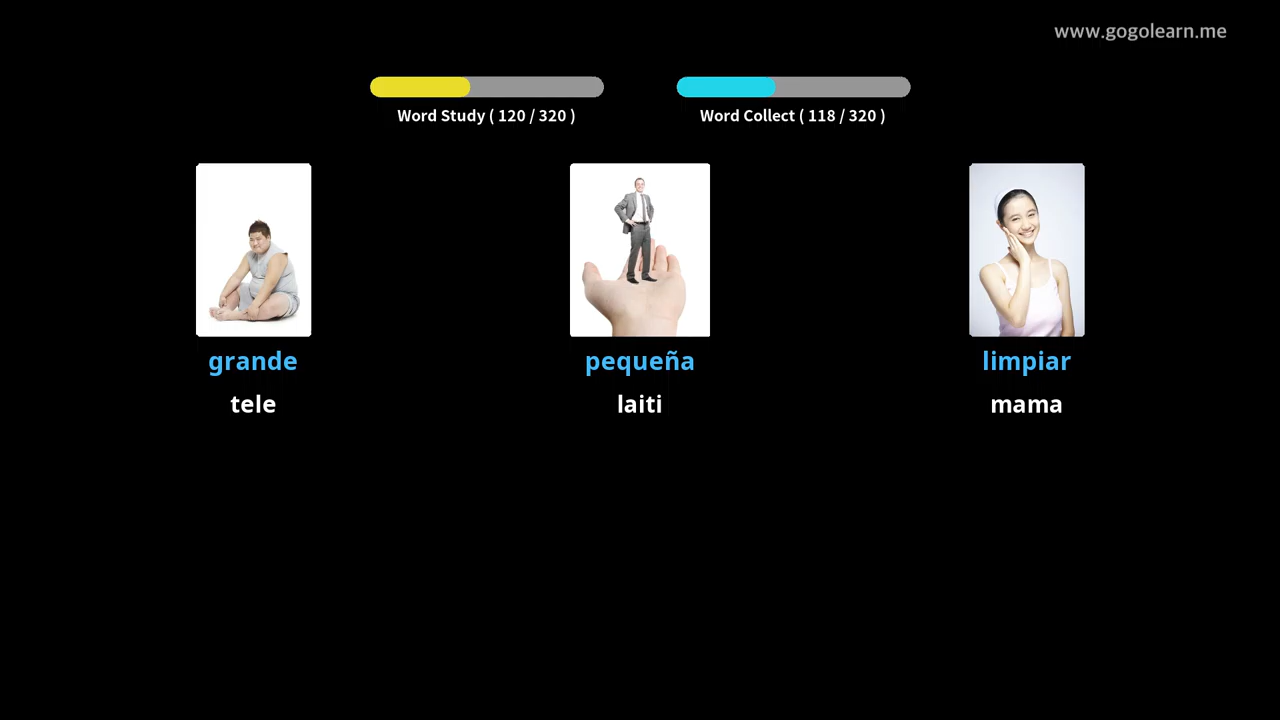 www.gogolearn.me
Word Study ( 120 / 320 )
Word Collect ( 118 / 320 )
grande
pequeña
limpiar
tele
laiti
mama